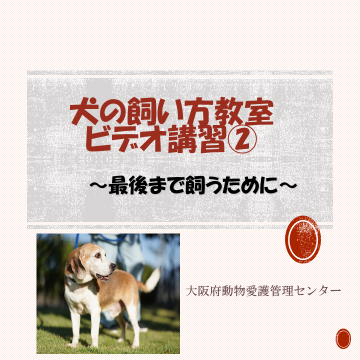 犬の飼い方教室
ビデオ講習②
～最後まで飼うために～
大阪府動物愛護管理センター